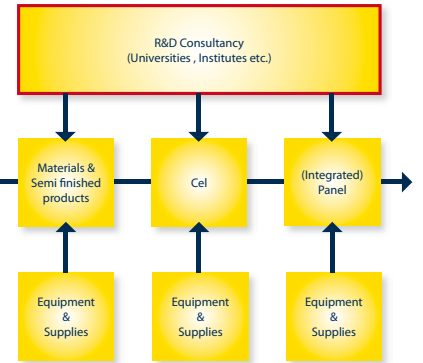 R&D Consultancy
(Universities , Institutes etc.)
Materials &
Semi finished
products
Cel
(Integrated)
Panel
Equipment
&
Supplies
Equipment
&
Supplies
Equipment
&
Supplies